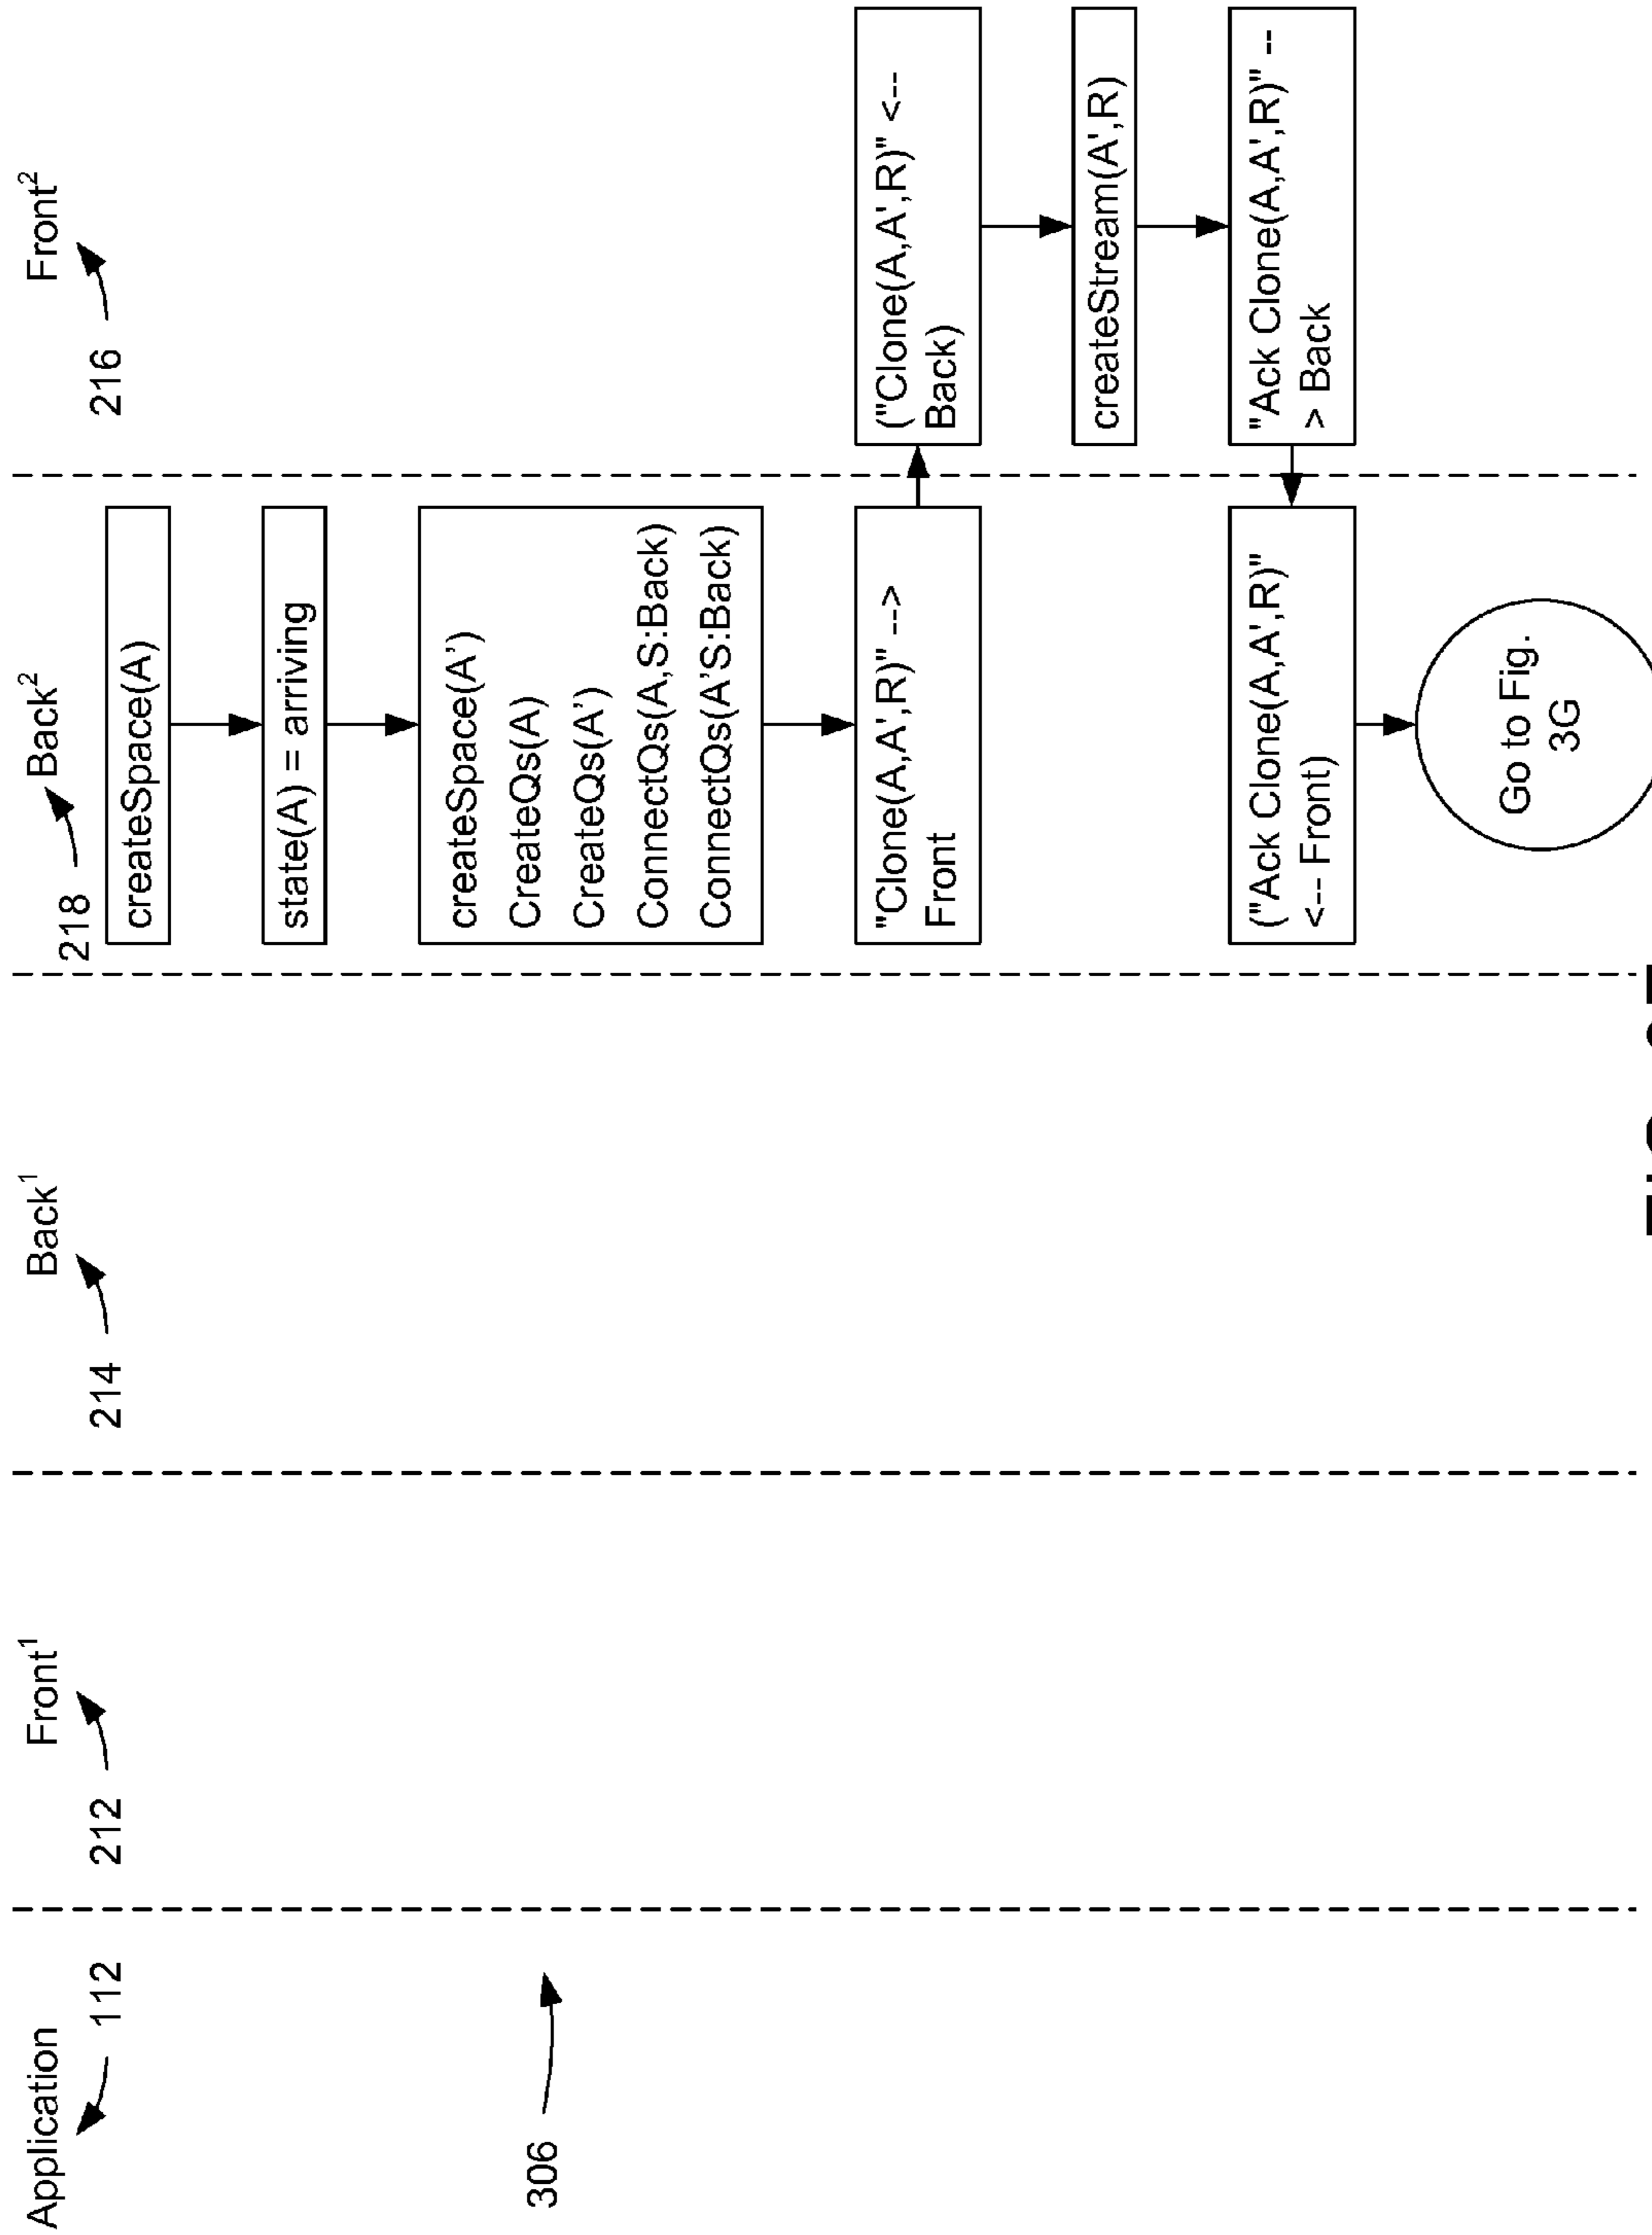 Application
112
Front1
212
Back1
214
Back2
218
Front2
216
306
createSpace(A)
state(A) = arriving
createSpace(A')
CreateQs(A)
CreateQs(A')
ConnectQs(A,S:Back)
ConnectQs(A'S:Back)
"Clone(A,A',R)" -->
Front
("Clone(A,A',R)" <--
Back)
createStream(A',R)
"Ack Clone(A,A',R)" --
> Back
("Ack Clone(A,A',R)"
<-- Front)
Go to Fig.
3G